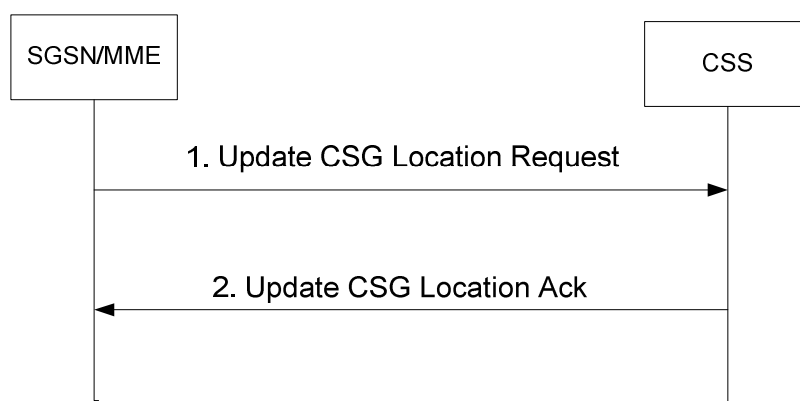 SGSN/MME
CSS
1. Update CSG Location Request
2. Update CSG Location Ack